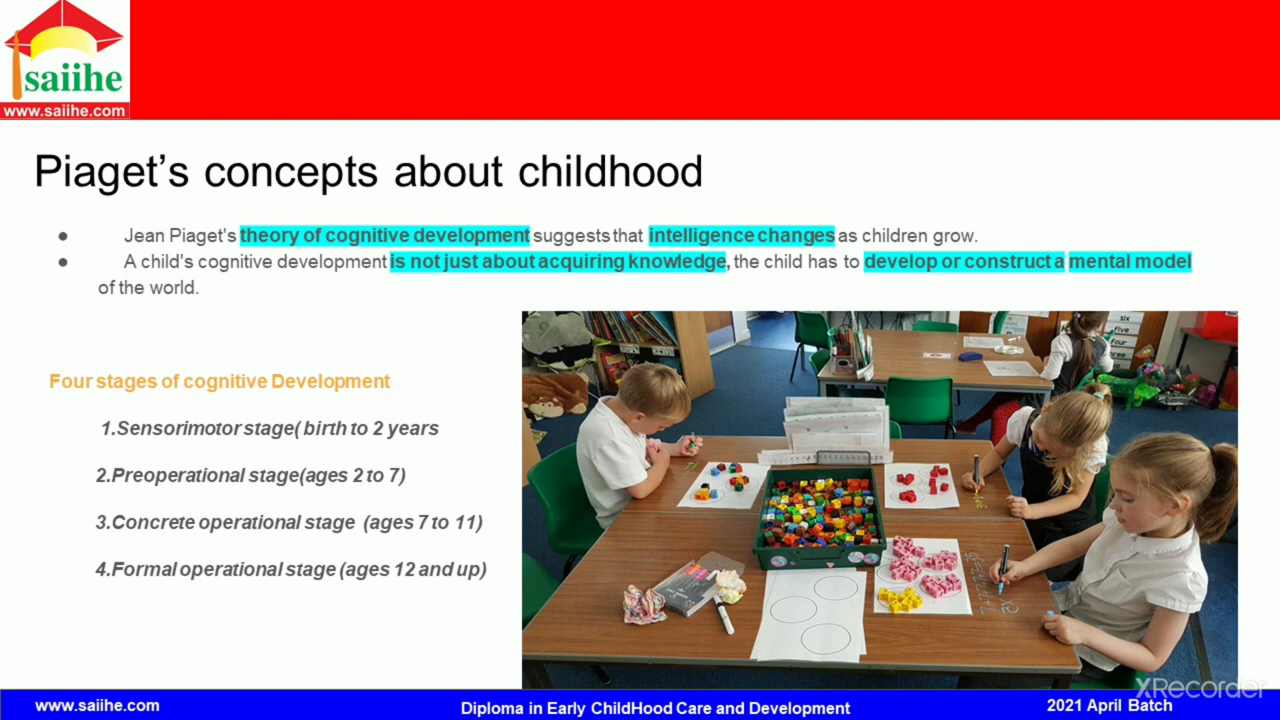 saiihe
www.saiihe.com
Piaget’s concepts about childhood
● Jean Piaget's theory of cognitive development suggests that intelligence changes as children grow.
● A child's cognitive development is not just about acquiring knowledge, the child has to develop or construct a mental model
of the world.
Four stages of cognitive Development
1.Sensorimotor stage( birth to 2 years
2.Preoperational stage(ages 2 to 7)
3.Concrete operational stage (ages 7 to 11)
4.Formal operational stage (ages 12 and up)
six
five
four
three
XRecorder
www.saiihe.com
Diploma in Early ChildHood Care and Development
2021 April Batch